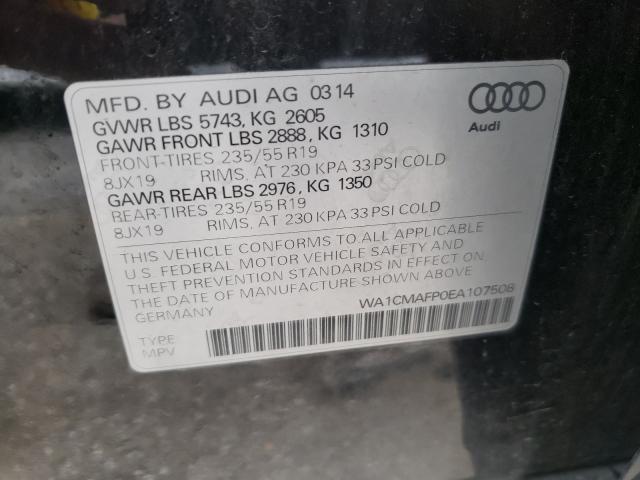 MFD. BY AUDI AG 03 14
GVWR LBS 5743, KG 2605
GAWR FRONT LBS 2888, KG 1310
FRONT-TIRES 235/55 R19
8JX19 RIMS, AT 230 KPA 33 PSI COLD
GAWR REAR LBS 2976, KG 1350
REAR-TIRES 235/55 R19
8JX19 RIMS, AT 230 KPA 33 PSI COLD
THIS VEHICLE CONFORMS TO ALL APPLICABLE
U.S. FEDERAL MOTOR VEHICLE SAFETY AND
THEFT PREVENTION STANDARDS IN EFFECT ON
THE DATE OF MANUFACTURE SHOWN ABOVE
GERMANY
WA1CMAFP0EA107508
TYPE
MPV
Audi